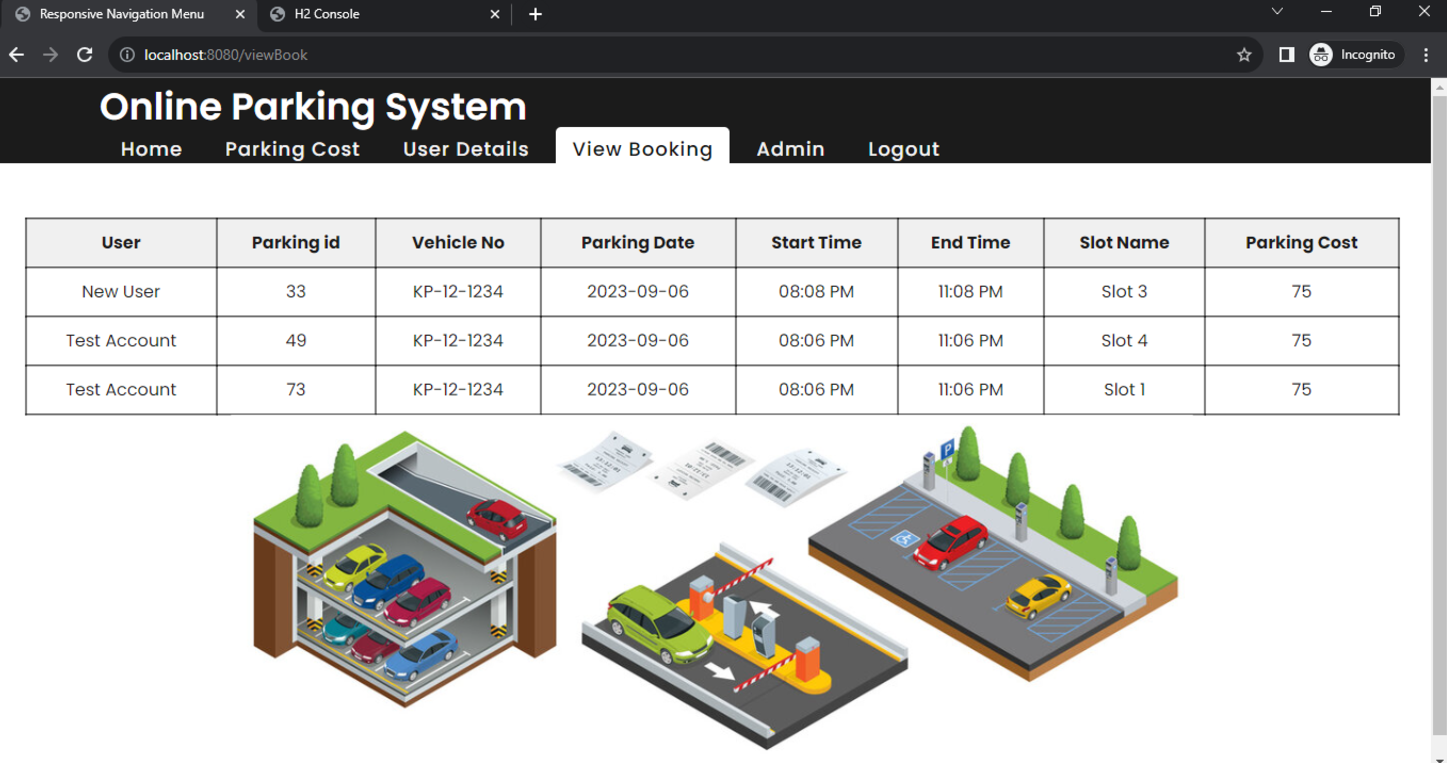 Responsive Navigation Menu
H2 Console
localhost:8080/viewBook
Incognito
Online Parking System
Home Parking Cost User Details View Booking Admin Logout
User Parking id Vehicle No Parking Date Start Time End Time Slot Name Parking Cost
New User 33 KP-12-1234 2023-09-06 08:08 PM 11:08 PM Slot 3 75
Test Account 49 KP-12-1234 2023-09-06 08:06 PM 11:06 PM Slot 4 75
Test Account 73 KP-12-1234 2023-09-06 08:06 PM 11:06 PM Slot 1 75
P